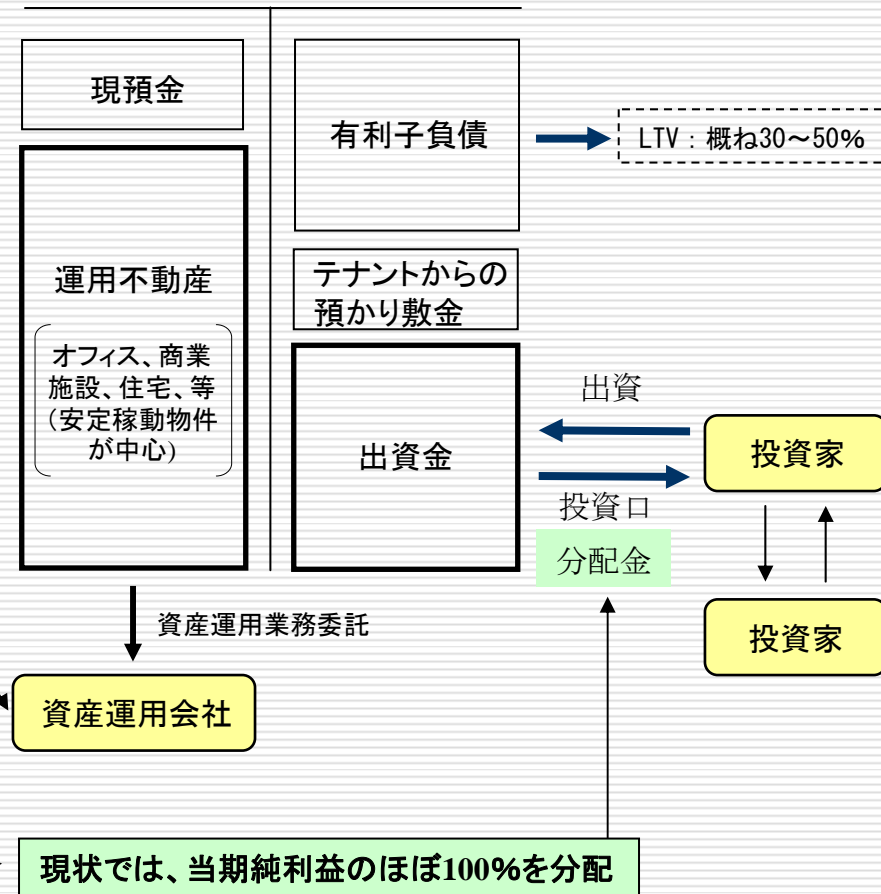 現預金
有利子負債
LTV：概ね30～50%
運用不動産
オフィス、商業
施設、住宅、等
（安定稼動物件
が中心）
テナントからの
預かり敷金
出資金
出資
投資口
分配金
投資家
投資家
資産運用業務委託
資産運用会社
現状では、当期純利益のほぼ100%を分配